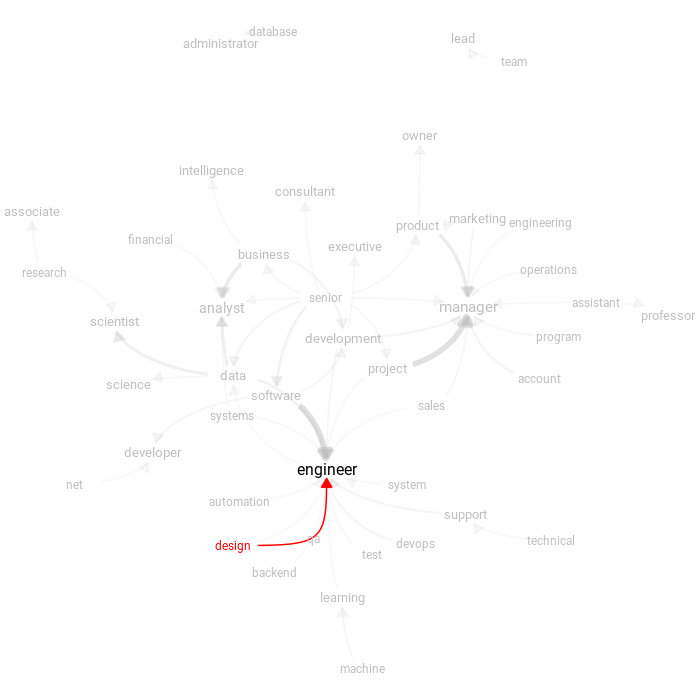 database
administrator
lead
team
owner
intelligence
consultant
associate
product
marketing
engineering
financial
executive
business
research
operations
senior
analyst
manager
assistant
professor
scientist
development
program
project
data
science
software
account
systems
sales
developer
engineer
net
system
automation
support
qa
technical
design
devops
test
backend
learning
machine